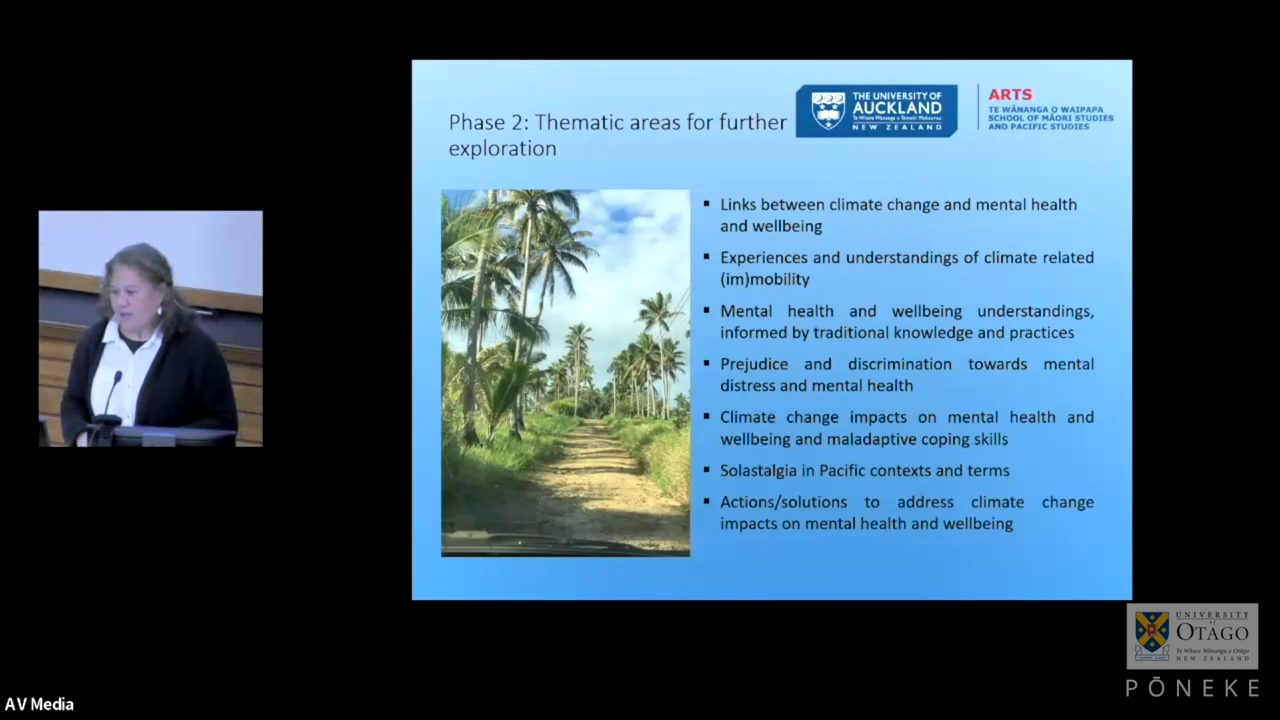 Phase 2: Thematic areas for further
exploration
THE UNIVERSITY OF
AUCKLAND
Te Whare Wānanga o Tāmaki Makaurau
NEW ZEALAND
ARTS
TE WĀNANGA O WAIPAPA
SCHOOL OF MĀORI STUDIES
AND PACIFIC STUDIES
▪ Links between climate change and mental health
and wellbeing
▪ Experiences and understandings of climate related
(im)mobility
▪ Mental health and wellbeing understandings,
informed by traditional knowledge and practices
▪ Prejudice and discrimination towards mental
distress and mental health
▪ Climate change impacts on mental health and
wellbeing and maladaptive coping skills
▪ Solastalgia in Pacific contexts and terms
▪ Actions/solutions to address climate change
impacts on mental health and wellbeing
UNIVERSITY
of
OTAGO
Te Whare Wānanga o Otāgo
NEW ZEALAND
PŌNEKE
AV Media